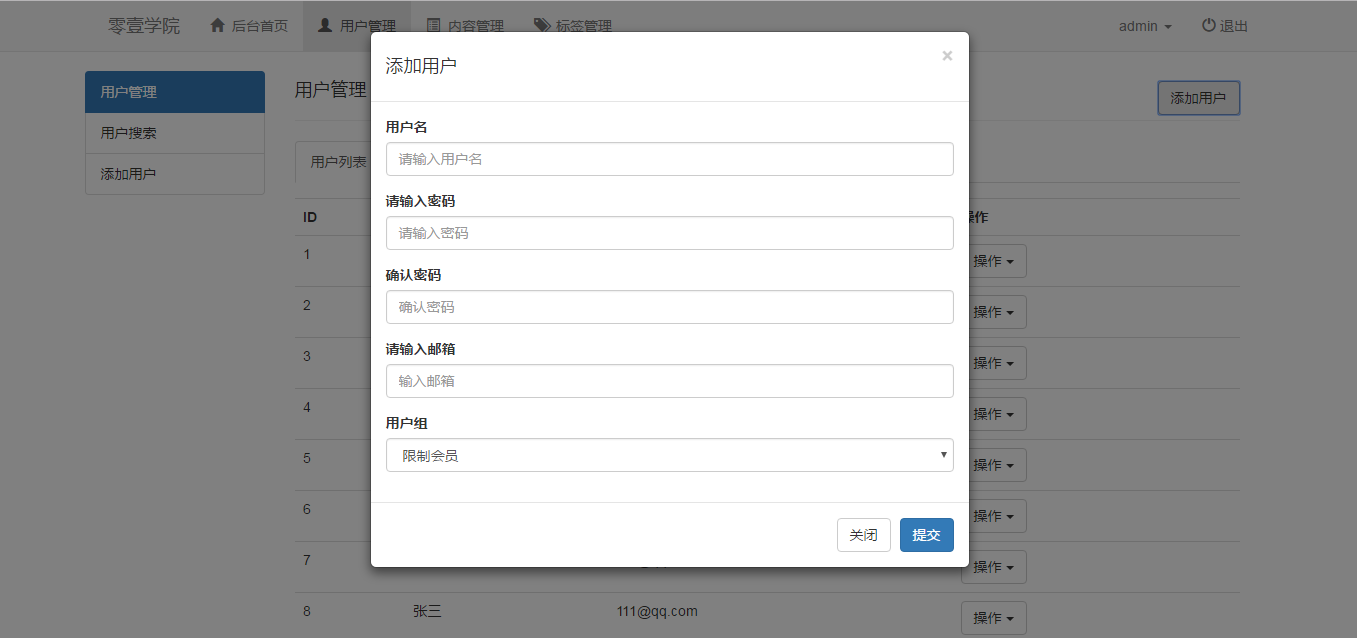 零壹学院 后台首页 用户管理 内容管理 标签管理 admin 退出
用户管理
用户搜索
添加用户
用户管理
添加用户
用户列表
ID 操作
1 操作
2 操作
3 操作
4 操作
5 操作
6 操作
7 操作
8 张三 111@qq.com 操作
添加用户 ×
用户名
请输入用户名
请输入密码
请输入密码
确认密码
确认密码
请输入邮箱
输入邮箱
用户组
限制会员
关闭 提交